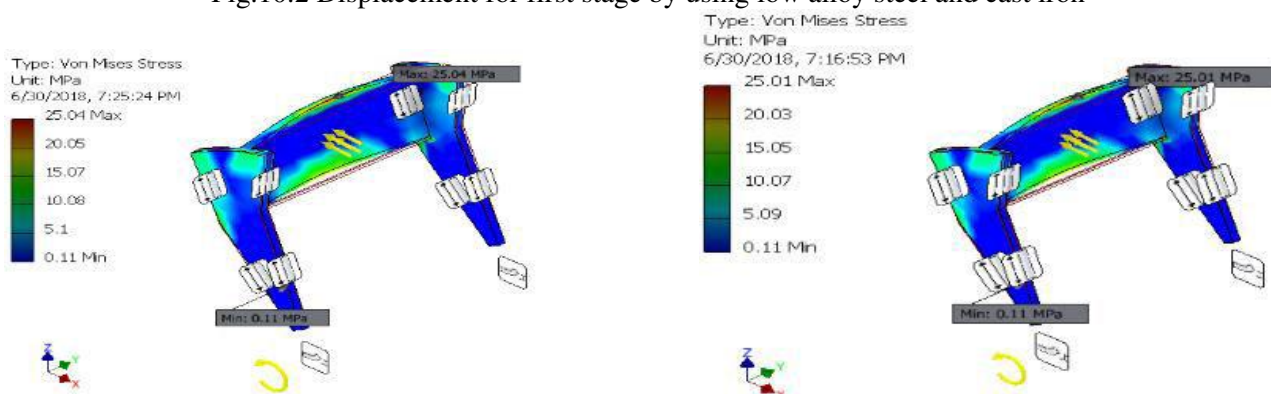 Fig.10.2 Displacement for first stage by using low alloy steel and cast iron
Type: Von Mises Stress
Unit: MPa
6/30/2018, 7:25:24 PM
25.04 Max
20.05
15.07
10.08
5.1
0.11 Min
Max: 25.04 MPa
Min: 0.11 MPa
Z
Y
X
Type: Von Mises Stress
Unit: MPa
6/30/2018, 7:16:53 PM
25.01 Max
20.03
15.05
10.07
5.09
0.11 Min
Max: 25.01 MPa
Min: 0.11 MPa
Z
Y